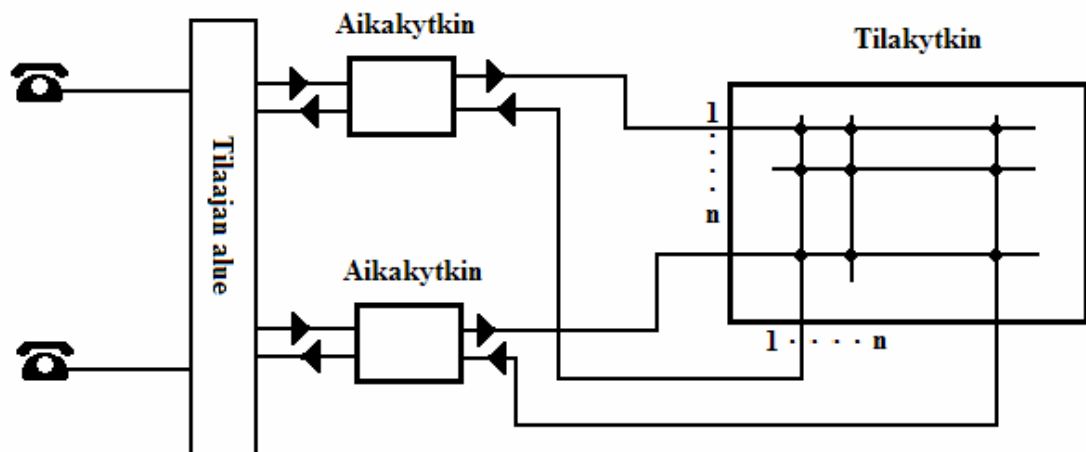 Aikakytkin
Tilakytkin
1
·
·
·
·
n
Tilaajan alue
Aikakytkin
1 · · · · n